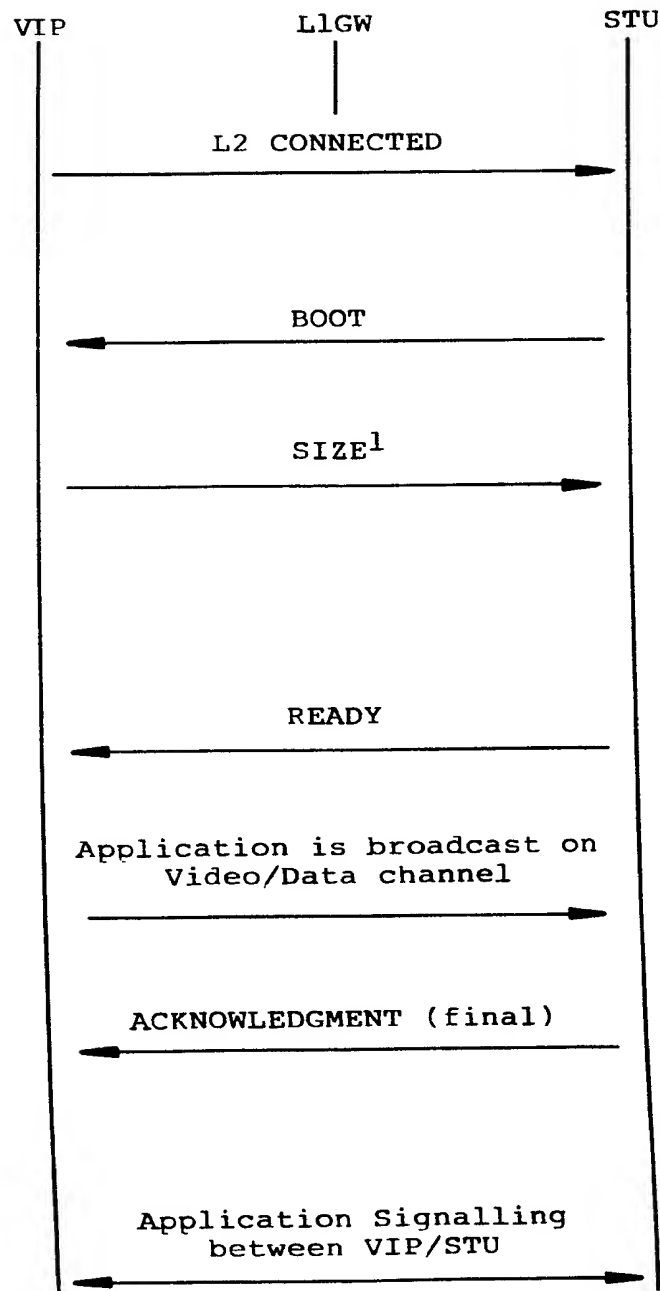 VIP L1GW STU
L2 CONNECTED
BOOT
SIZE1
READY
Application is broadcast on
Video/Data channel
ACKNOWLEDGMENT (final)
Application Signalling
between VIP/STU